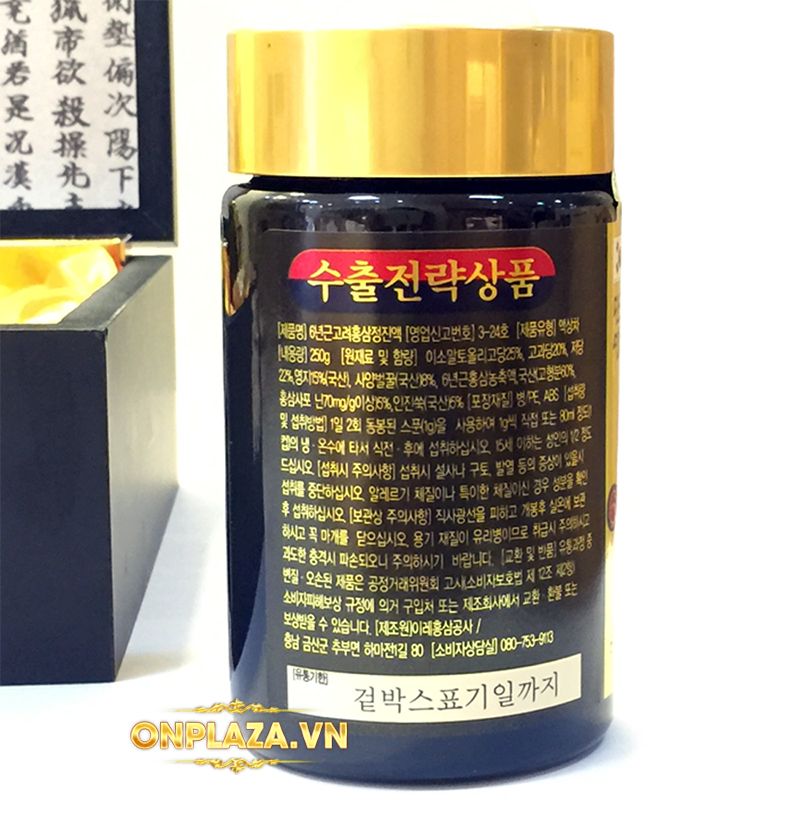 수출전략상품
[제품명] 6년근고려홍삼정진액 [영업신고번호] 3-24호 [제품유형] 액상차
[내용량] 250g [원재료 및 함량] 이소말토올리고당25%, 고과당20%, 저당
22%, 영지15%(국산), 사양벌꿀(국산)8%, 6년근홍삼농축액,국산(고형분60%,
홍삼사포 닌70mg/g이상)5%, 인진쑥(국산)5% [포장재질] 병/PE, ABS [섭취량
및 섭취방법] 1일 2회 동봉된 스푼(1g)을 사용하여 1g씩 직접 또는 80ml 정도1
컵의 냉·온수에 타서 식전·후에 섭취하십시오. 15세 이하는 성인의 1/2 정도
드십시오. [섭취시 주의사항] 섭취시 설사나 구토, 발열 등의 증상이 있을시
섭취를 중단하십시오. 알레르기 체질이나 특이한 체질이신 경우 성분을 확인
후 섭취하십시오. [보관상 주의사항] 직사광선을 피하고 개봉후 실온에 보관
하시고 꼭 마개를 닫으십시오. 용기 재질이 유리병이므로 취급시 주의하시고
과도한 충격시 파손되오니 주의하시기 바랍니다. [교환 및 반품] 유통과정 중
변질·오손된 제품은 공정거래위원회 고시(소비자보호법 제 12조 제2항)
소비자피해보상 규정에 의거 구입처 또는 제조회사에서 교환·환불 또는
보상받을 수 있습니다. [제조원]이레홍삼공사 /
충남 금산군 추부면 하마전1길 80 [소비자상담실] 080-753-9113
[유통기한]
겉박스표기일까지
ONPLAZA.VN